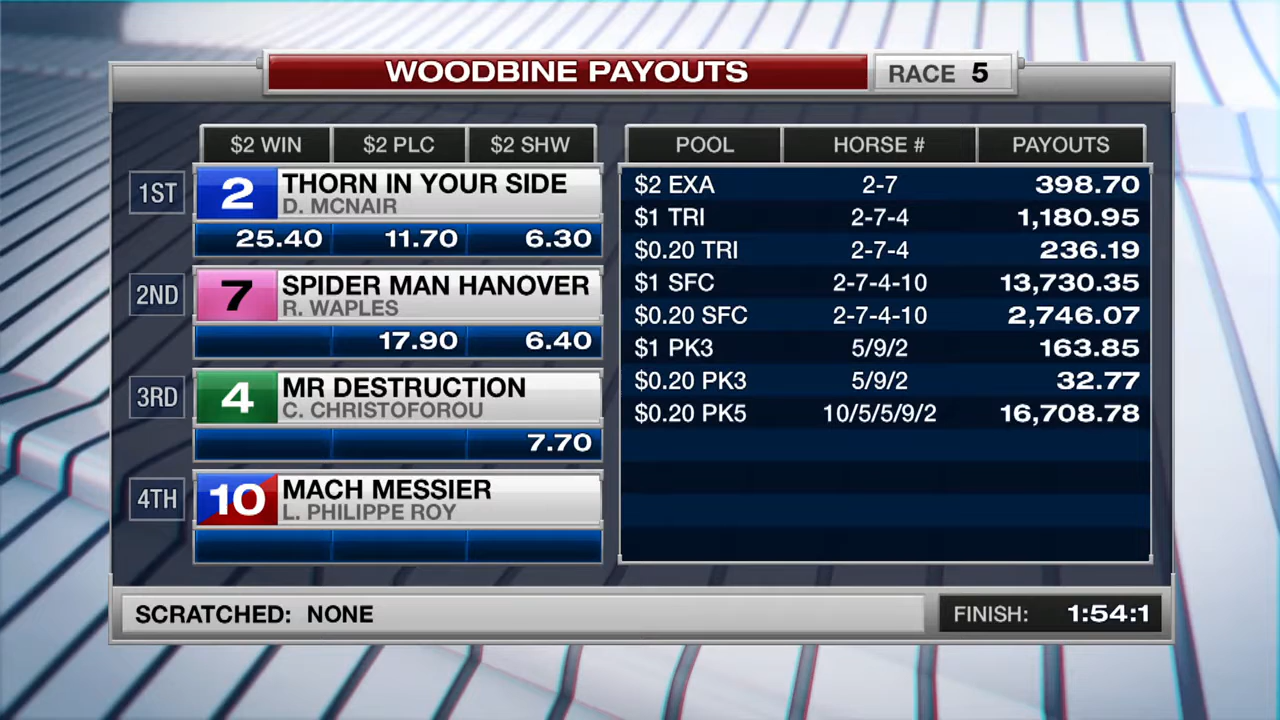 WOODBINE PAYOUTS
RACE 5
$2 WIN $2 PLC $2 SHW
1ST 2 THORN IN YOUR SIDE
D. MCNAIR
25.40 11.70 6.30
2ND 7 SPIDER MAN HANOVER
R. WAPLES
17.90 6.40
3RD 4 MR DESTRUCTION
C. CHRISTOFOROU
7.70
4TH 10 MACH MESSIER
L. PHILIPPE ROY
POOL HORSE # PAYOUTS
$2 EXA 2-7 398.70
$1 TRI 2-7-4 1,180.95
$0.20 TRI 2-7-4 236.19
$1 SFC 2-7-4-10 13,730.35
$0.20 SFC 2-7-4-10 2,746.07
$1 PK3 5/9/2 163.85
$0.20 PK3 5/9/2 32.77
$0.20 PK5 10/5/5/9/2 16,708.78
SCRATCHED: NONE
FINISH: 1:54:1